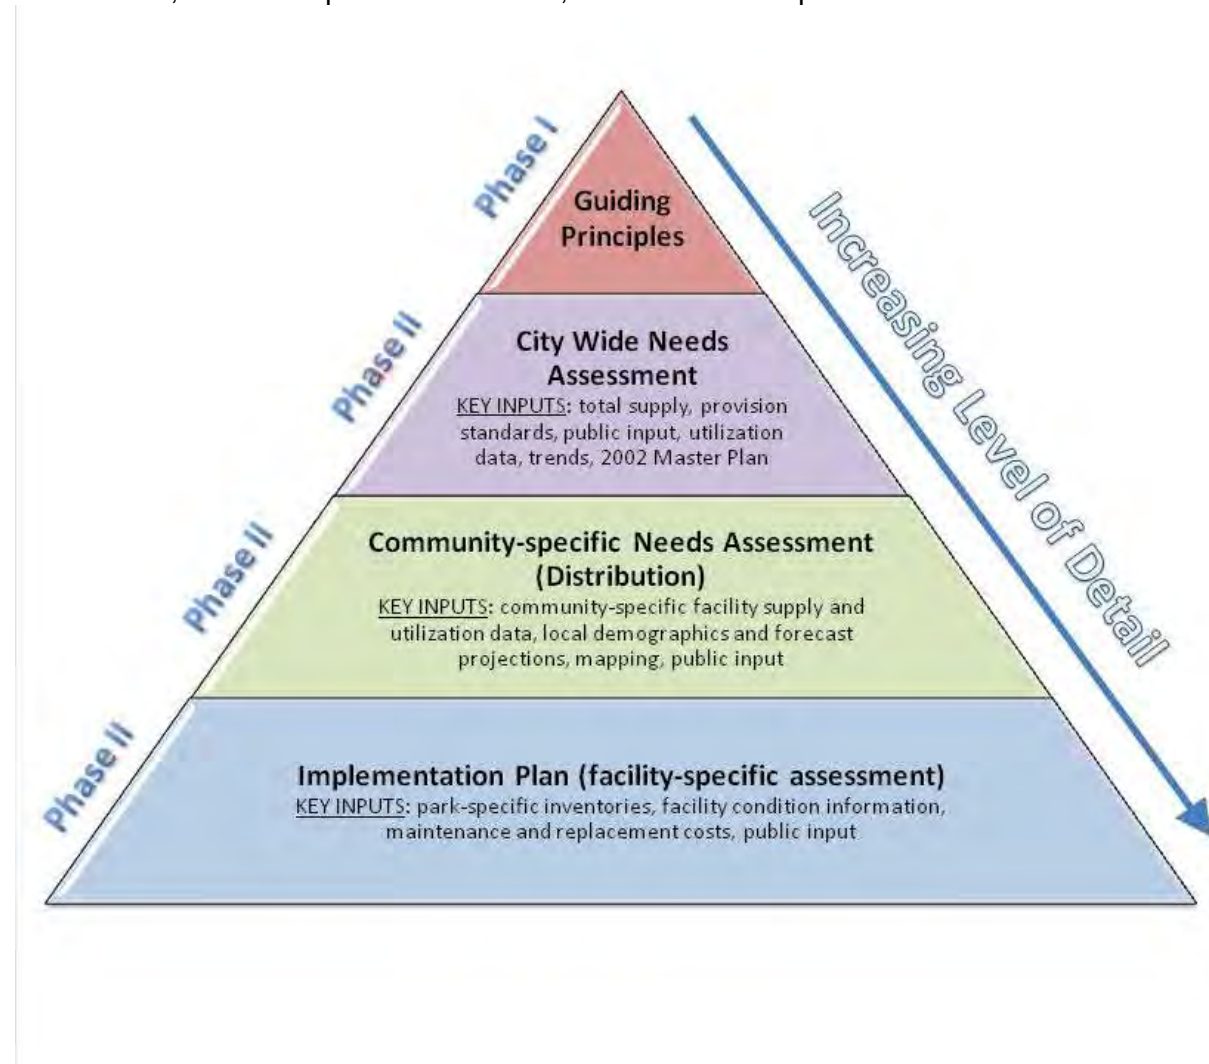 Phase I
Guiding
Principles
Increasing Level of Detail
Phase II
City Wide Needs
Assessment
KEY INPUTS: total supply, provision
standards, public input, utilization
data, trends, 2002 Master Plan
Phase II
Community-specific Needs Assessment
(Distribution)
KEY INPUTS: community-specific facility supply and
utilization data, local demographics and forecast
projections, mapping, public input
Phase II
Implementation Plan (facility-specific assessment)
KEY INPUTS: park-specific inventories, facility condition information,
maintenance and replacement costs, public input